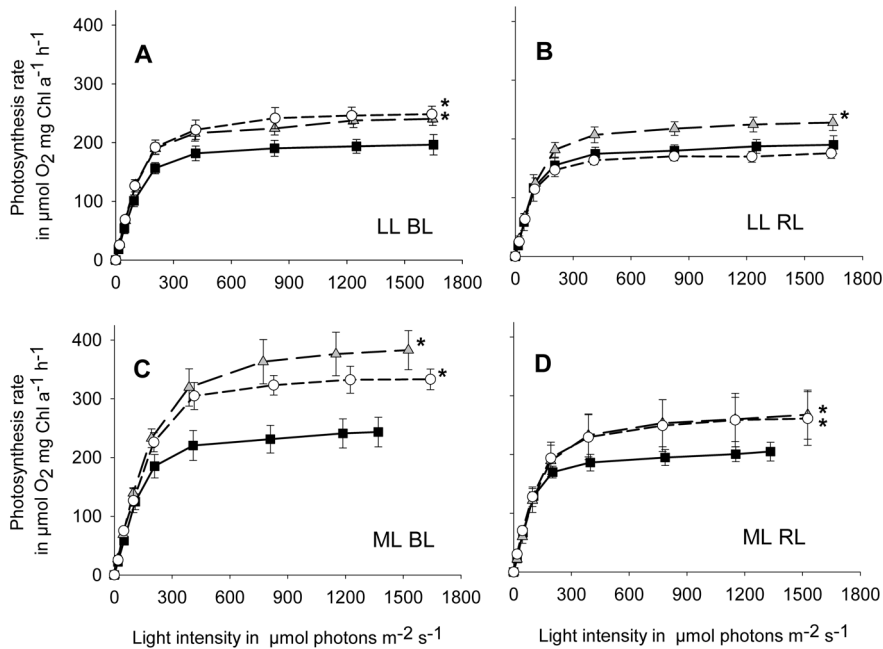 A
B
Photosynthesis rate
in µmol O2 mg Chl a-1 h-1
400
300
200
100
0
*
*
*
LL BL
LL RL
0 300 600 900 1200 1500 1800
0 300 600 900 1200 1500 1800
C
D
Photosynthesis rate
in µmol O2 mg Chl a-1 h-1
400
300
200
100
0
*
*
*
*
ML BL
ML RL
0 300 600 900 1200 1500 1800
0 300 600 900 1200 1500 1800
Light intensity in µmol photons m-2 s-1
Light intensity in µmol photons m-2 s-1